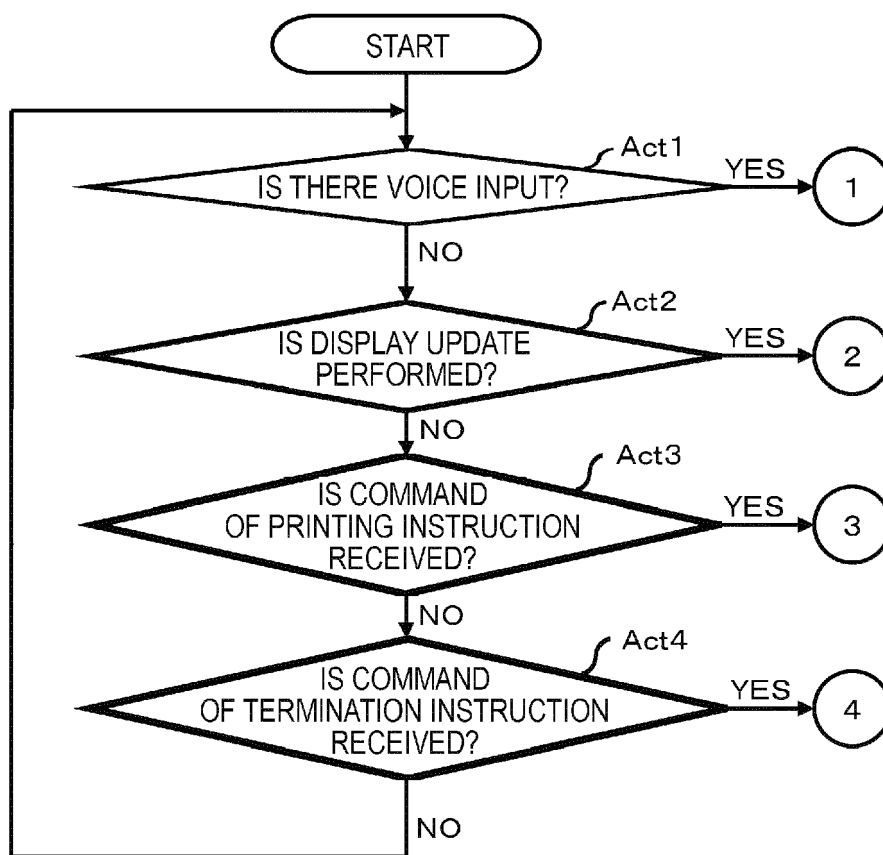 START
Act1
IS THERE VOICE INPUT?
YES
1
NO
Act2
IS DISPLAY UPDATE
PERFORMED?
YES
2
NO
Act3
IS COMMAND
OF PRINTING INSTRUCTION
RECEIVED?
YES
3
NO
Act4
IS COMMAND
OF TERMINATION INSTRUCTION
RECEIVED?
YES
4
NO